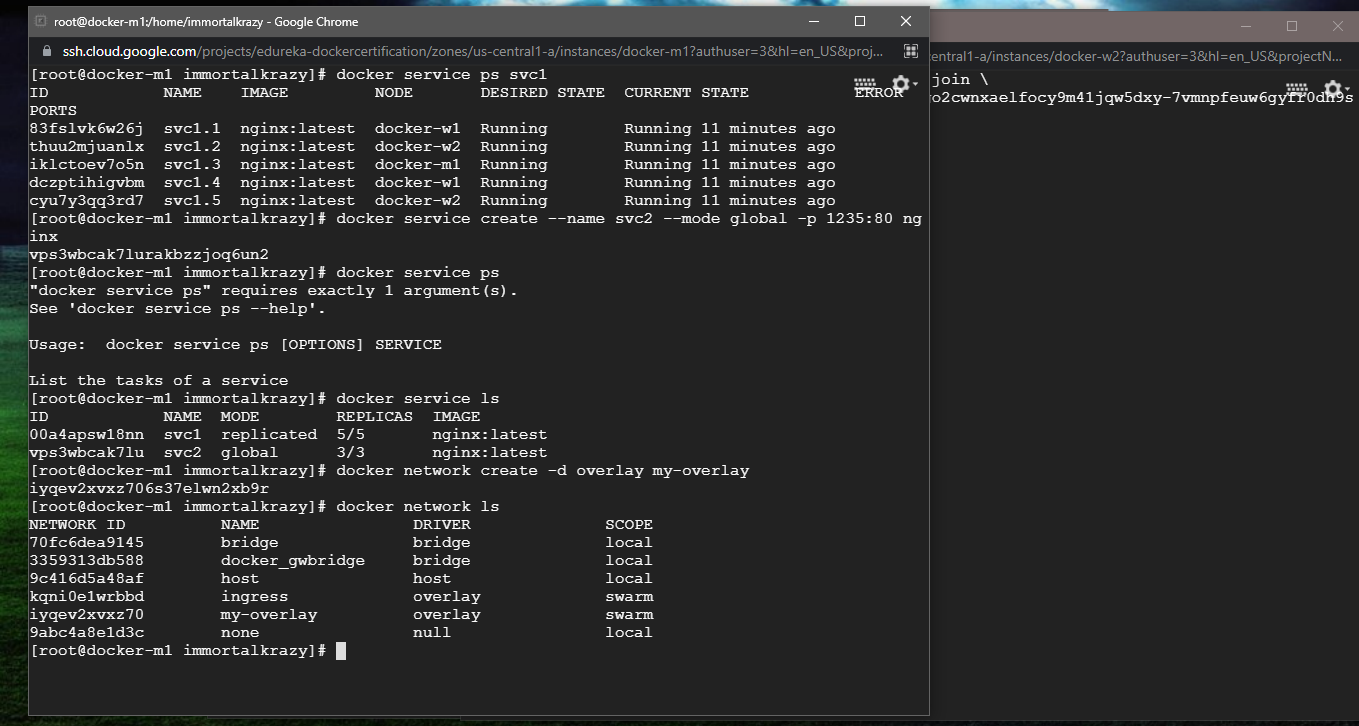 root@docker-m1:/home/immortalkrazy - Google Chrome
ssh.cloud.google.com/projects/edureka-dockercertification/zones/us-central1-a/instances/docker-m1?authuser=3&hl=en_US&proj...
[root@docker-m1 immortalkrazy]# docker service ps svc1
ID NAME IMAGE NODE DESIRED STATE CURRENT STATE ERROR
PORTS
83fslvk6w26j svc1.1 nginx:latest docker-w1 Running Running 11 minutes ago
thuu2mjuanlx svc1.2 nginx:latest docker-w2 Running Running 11 minutes ago
iklctoev7o5n svc1.3 nginx:latest docker-m1 Running Running 11 minutes ago
dczptihigvbm svc1.4 nginx:latest docker-w1 Running Running 11 minutes ago
cyu7y3qq3rd7 svc1.5 nginx:latest docker-w2 Running Running 11 minutes ago
[root@docker-m1 immortalkrazy]# docker service create --name svc2 --mode global -p 1235:80 ng
inx
vps3wbcak7lurakbzzjoq6un2
[root@docker-m1 immortalkrazy]# docker service ps
"docker service ps" requires exactly 1 argument(s).
See 'docker service ps --help'.
Usage: docker service ps [OPTIONS] SERVICE
List the tasks of a service
[root@docker-m1 immortalkrazy]# docker service ls
ID NAME MODE REPLICAS IMAGE
00a4apsw18nn svc1 replicated 5/5 nginx:latest
vps3wbcak7lu svc2 global 3/3 nginx:latest
[root@docker-m1 immortalkrazy]# docker network create -d overlay my-overlay
iyqev2xvxz706s37elwn2xb9r
[root@docker-m1 immortalkrazy]# docker network ls
NETWORK ID NAME DRIVER SCOPE
70fc6dea9145 bridge bridge local
3359313db588 docker_gwbridge bridge local
9c416d5a48af host host local
kqni0e1wrbbd ingress overlay swarm
iyqev2xvxz70 my-overlay overlay swarm
9abc4a8e1d3c none null local
[root@docker-m1 immortalkrazy]#
central1-a/instances/docker-w2?authuser=3&hl=en_US&projectN...
join \